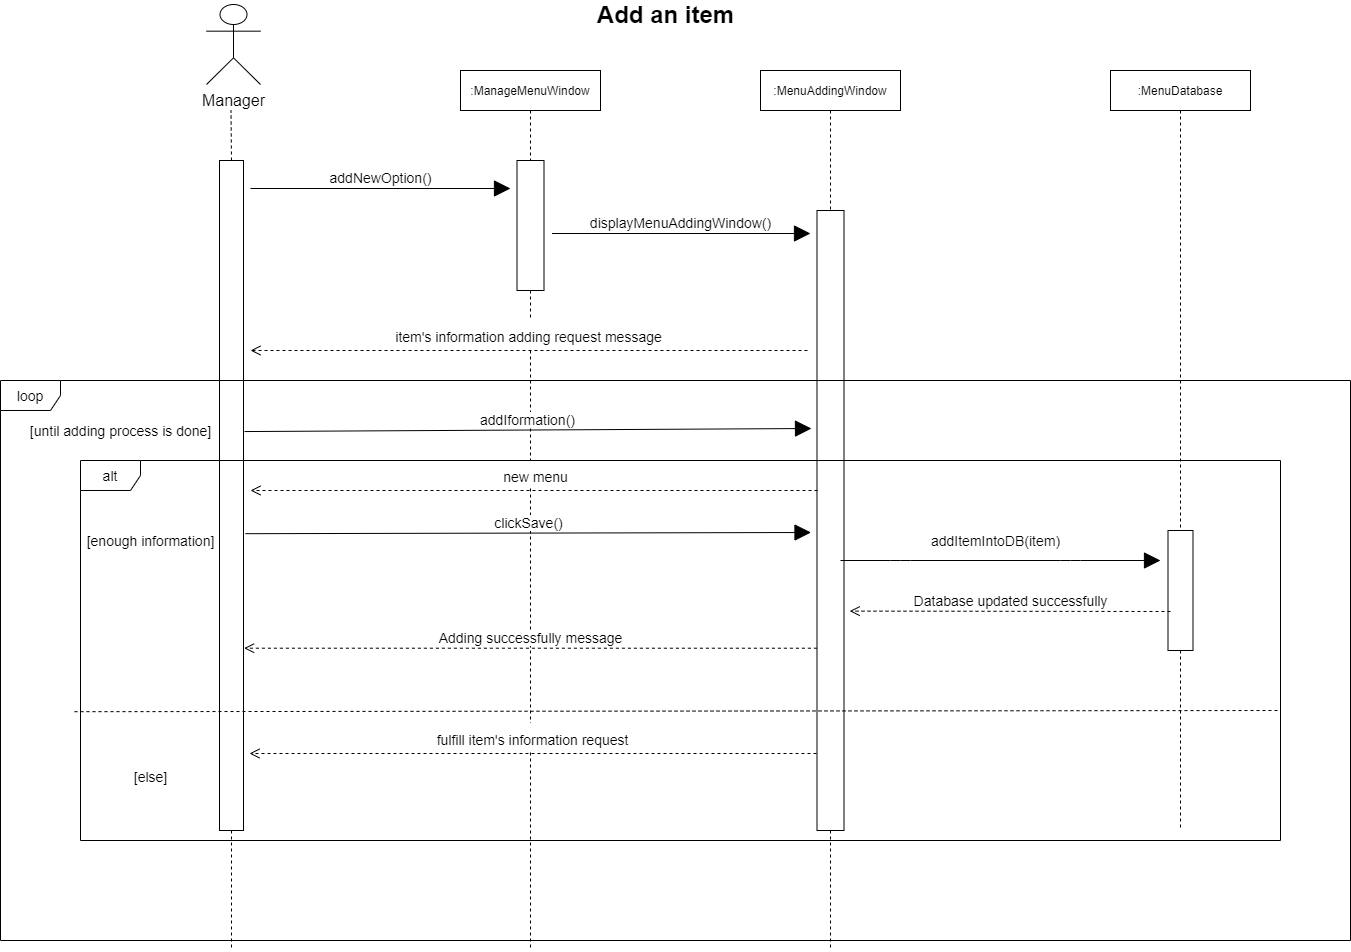 Add an item
Manager
:ManageMenuWindow
:MenuAddingWindow
:MenuDatabase
addNewOption()
displayMenuAddingWindow()
item's information adding request message
loop
addIformation()
[until adding process is done]
alt
new menu
clickSave()
[enough information]
addItemIntoDB(item)
Database updated successfully
Adding successfully message
fulfill item's information request
[else]